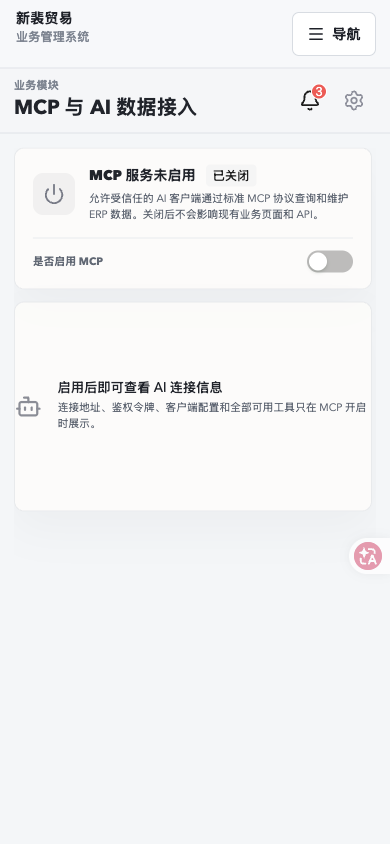 新裴贸易
业务管理系统
导航
业务模块
MCP 与 AI 数据接入
3
MCP 服务未启用
已关闭
允许受信任的 AI 客户端通过标准 MCP 协议查询和维护
ERP 数据。关闭后不会影响现有业务页面和 API。
是否启用 MCP
启用后即可查看 AI 连接信息
连接地址、鉴权令牌、客户端配置和全部可用工具只在 MCP 开启
时展示。
A